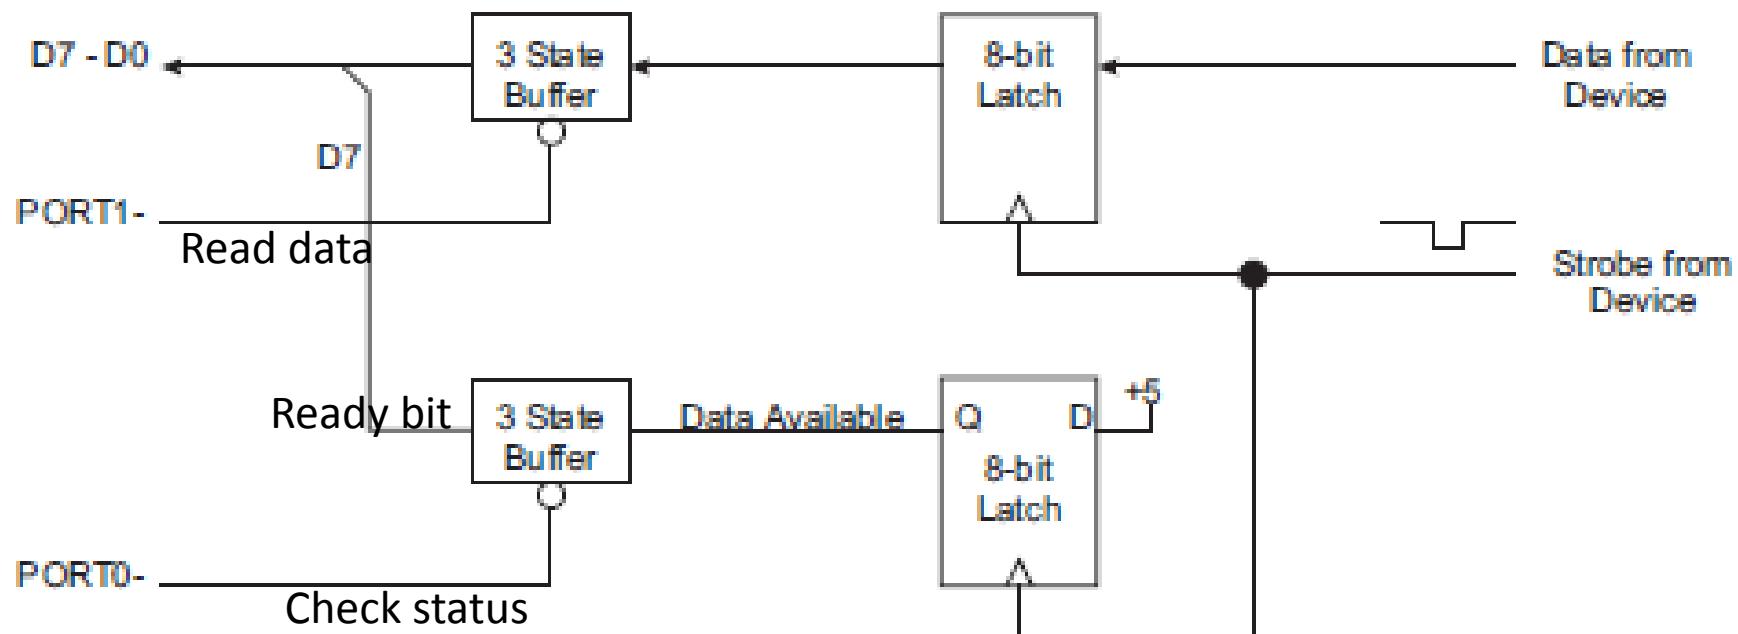 D7 - D0
3 State
Buffer
8-bit
Latch
Data from
Device
D7
PORT1-
Read data
Strobe from
Device
Ready bit
3 State
Buffer
Data Available
Q
D
+5
8-bit
Latch
PORT0-
Check status